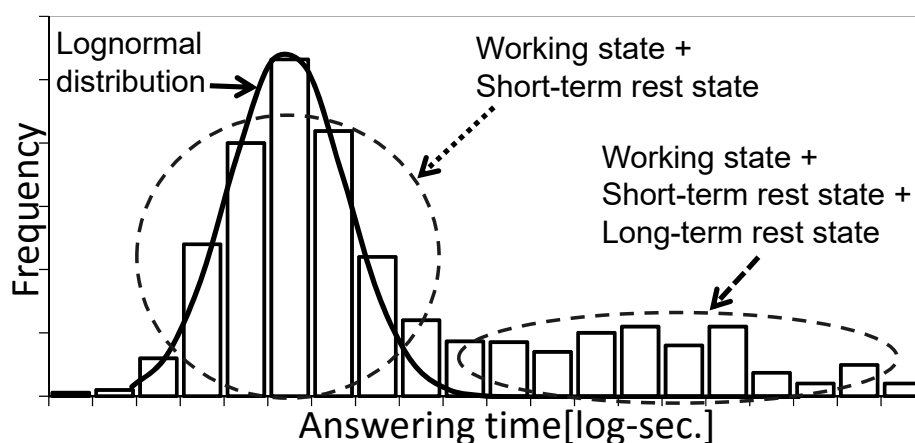 Lognormal
distribution
Working state +
Short-term rest state
Working state +
Short-term rest state +
Long-term rest state
Frequency
Answering time[log-sec.]